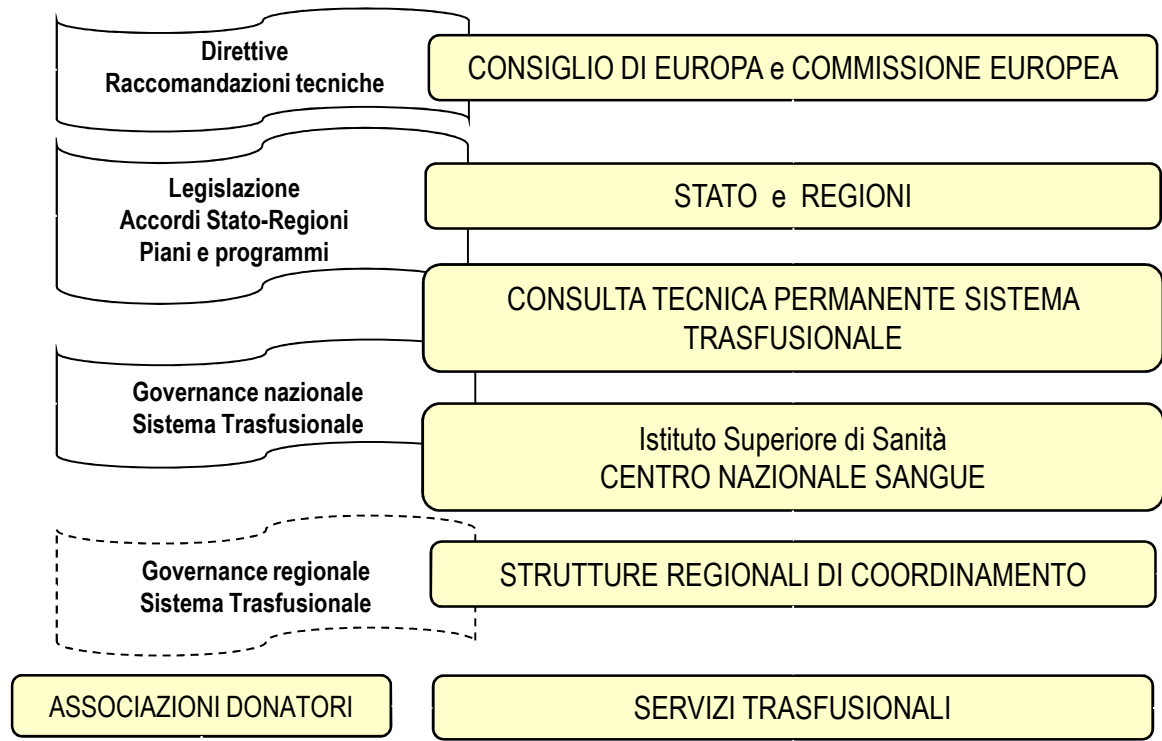 Direttive
Raccomandazioni tecniche
CONSIGLIO DI EUROPA e COMMISSIONE EUROPEA
Legislazione
Accordi Stato-Regioni
Piani e programmi
STATO e REGIONI
CONSULTA TECNICA PERMANENTE SISTEMA
TRASFUSIONALE
Governance nazionale
Sistema Trasfusionale
Istituto Superiore di Sanità
CENTRO NAZIONALE SANGUE
Governance regionale
Sistema Trasfusionale
STRUTTURE REGIONALI DI COORDINAMENTO
ASSOCIAZIONI DONATORI
SERVIZI TRASFUSIONALI